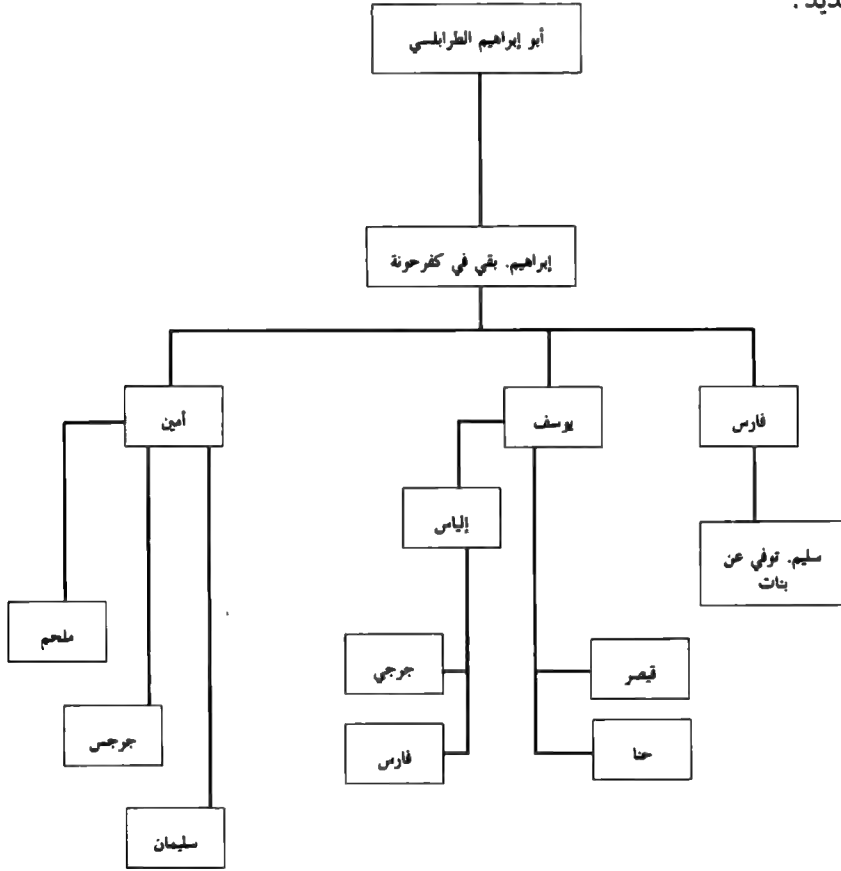 ديد.
أبو إبراهيم الطرابلسي
إبراهيم. بقي في كفرحونة
فارس
يوسف
أمين
إلياس
سليم. توفي عن
بنات
ملحم
قيصر
جرجي
جرجس
حنا
فارس
سليمان